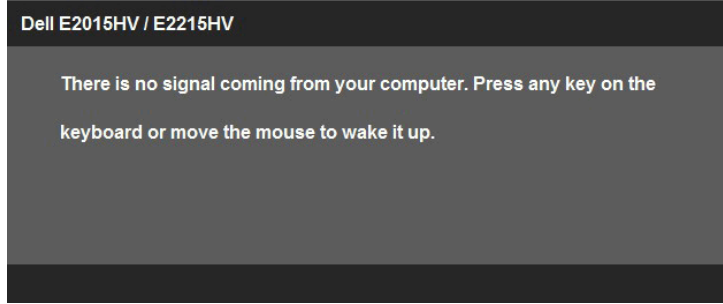 Dell E2015HV / E2215HV
There is no signal coming from your computer. Press any key on the
keyboard or move the mouse to wake it up.